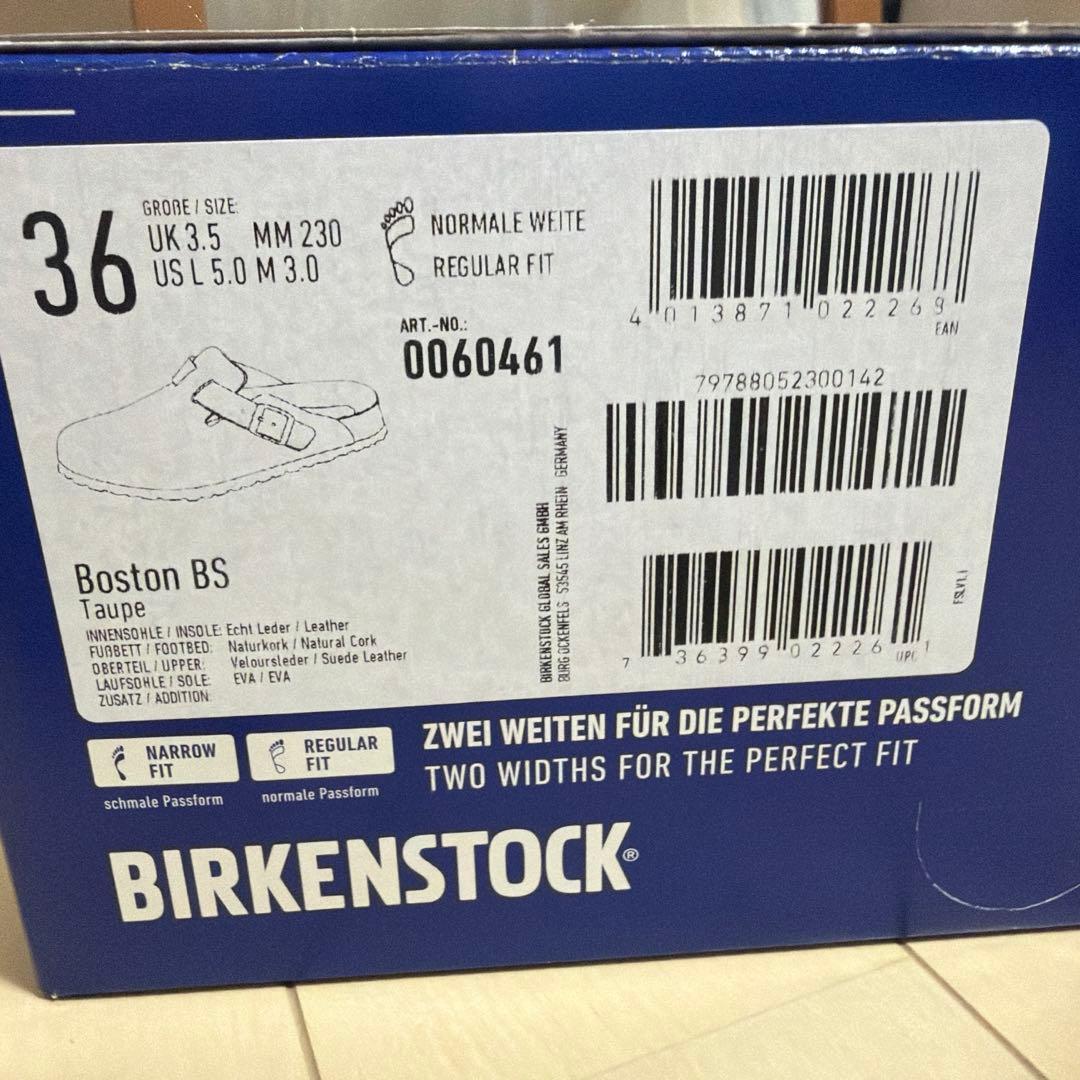 36
GRÖBE / SIZE:
UK 3.5 MM 230
US L 5.0 M 3.0
NORMALE WEITE
REGULAR FIT
ART.-NO.:
0060461
4 013871 022269
EAN
79788052300142
7 36399 02226 1
UPC
FSLV1.1
BIRKENSTOCK GLOBAL SALES GMBH
BURG OCKENFELS 53545 LINZ AM RHEIN GERMANY
Boston BS
Taupe
INNENSOHLE / INSOLE: Echt Leder / Leather
FUßBETT / FOOTBED: Naturkork / Natural Cork
OBERTEIL / UPPER: Veloursleder / Suede Leather
LAUFSOHLE / SOLE: EVA / EVA
ZUSATZ / ADDITION:
NARROW
FIT
schmale Passform
REGULAR
FIT
normale Passform
ZWEI WEITEN FÜR DIE PERFEKTE PASSFORM
TWO WIDTHS FOR THE PERFECT FIT
BIRKENSTOCK®